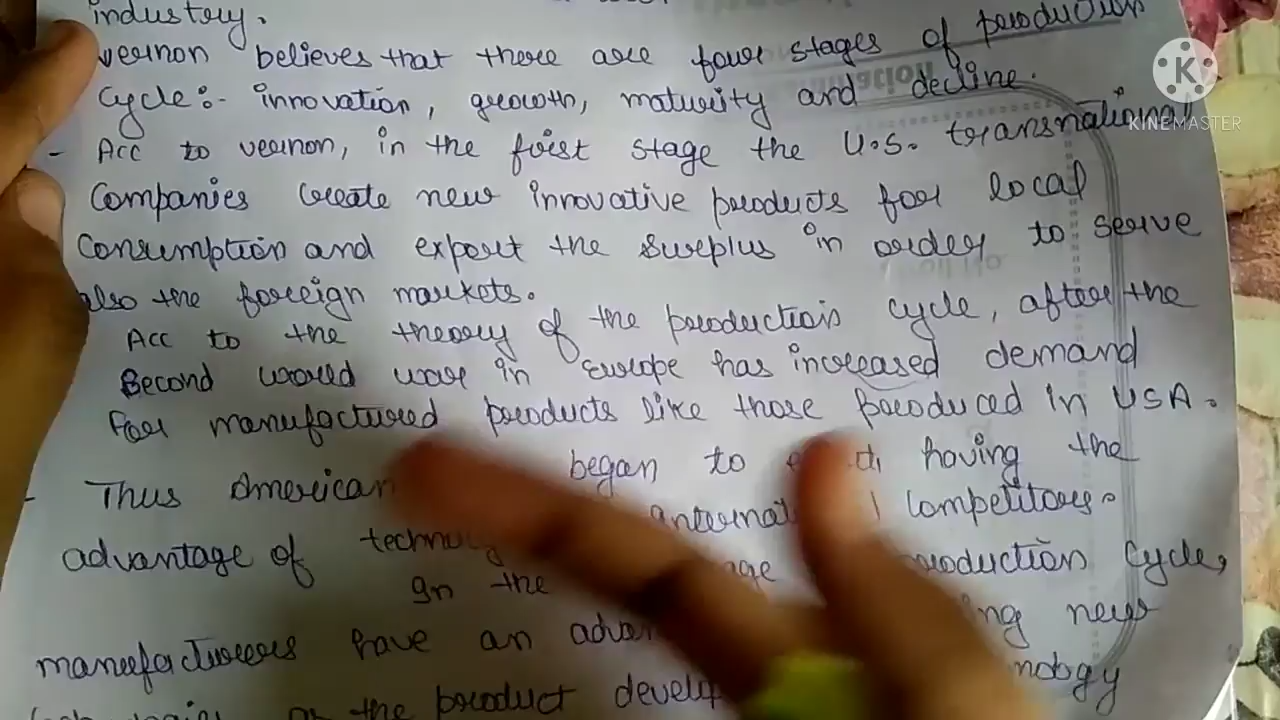 industry.
vernon believes that there are four stages of production
cycle:- innovation, growth, maturity and decline.
- Acc to vernon, in the first stage the U.S. transnational
Companies create new innovative products for local
Consumption and export the surplus in order to serve
also the foreign markets.
Acc to the theory of the production cycle, after the
Second world war in Europe has increased demand
For manufactured products like those produced in USA.
- Thus American began to having the
advantage of competitors.
In the production cycle,
manufacturers have an new
the product
KINEMASTER